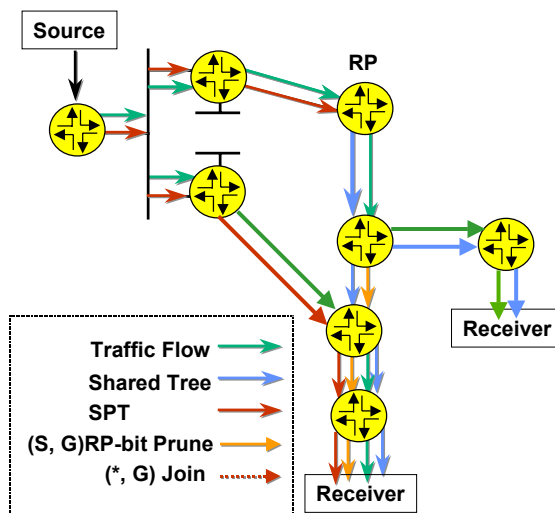 Source
RP
Receiver
Traffic Flow
Shared Tree
SPT
(S, G)RP-bit Prune
(*, G) Join
Receiver